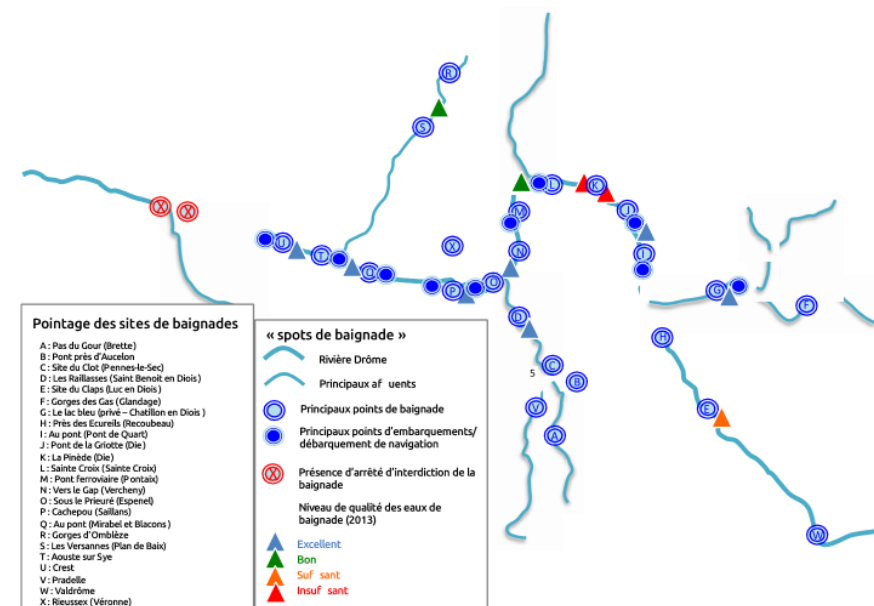 R
S
X
X
U
T
Q
X
P
O
N
M
L
K
J
I
G
F
H
E
W
D
C
B
V
A
5
Pointage des sites de baignades
A : Pas du Gour (Brette)
B : Pont près d'Aucelon
C : Site du Clot (Pennes-le-Sec)
D : Les Raillasses (Saint Benoit en Diois)
E : Site du Claps (Luc en Diois)
F : Gorges des Gas (Glandage)
G : Le lac bleu (privé – Chatillon en Diois )
H : Près des Ecureils (Recoubeau)
I : Au pont (Pont de Quart)
J : Pont de la Griotte (Die)
K : La Pinède (Die)
L : Sainte Croix (Sainte Croix)
M : Pont ferroviaire (Pontaix)
N : Vers le Gap (Vercheny)
O : Sous le Prieuré (Espenel)
P : Cachepou (Saillans)
Q : Au pont (Mirabel et Blacons )
R : Gorges d'Omblèze
S : Les Versannes (Plan de Baix)
T : Aouste sur Sye
U : Crest
V : Pradelle
W : Valdrôme
X : Rieussex (Véronne)
« spots de baignade »
Rivière Drôme
Principaux af uents
Principaux points de baignade
Principaux points d'embarquements/
débarquement de navigation
X
Présence d'arrêté d'interdiction de la
baignade
Niveau de qualité des eaux de
baignade (2013)
Excellent
Bon
Suf sant
Insuf sant